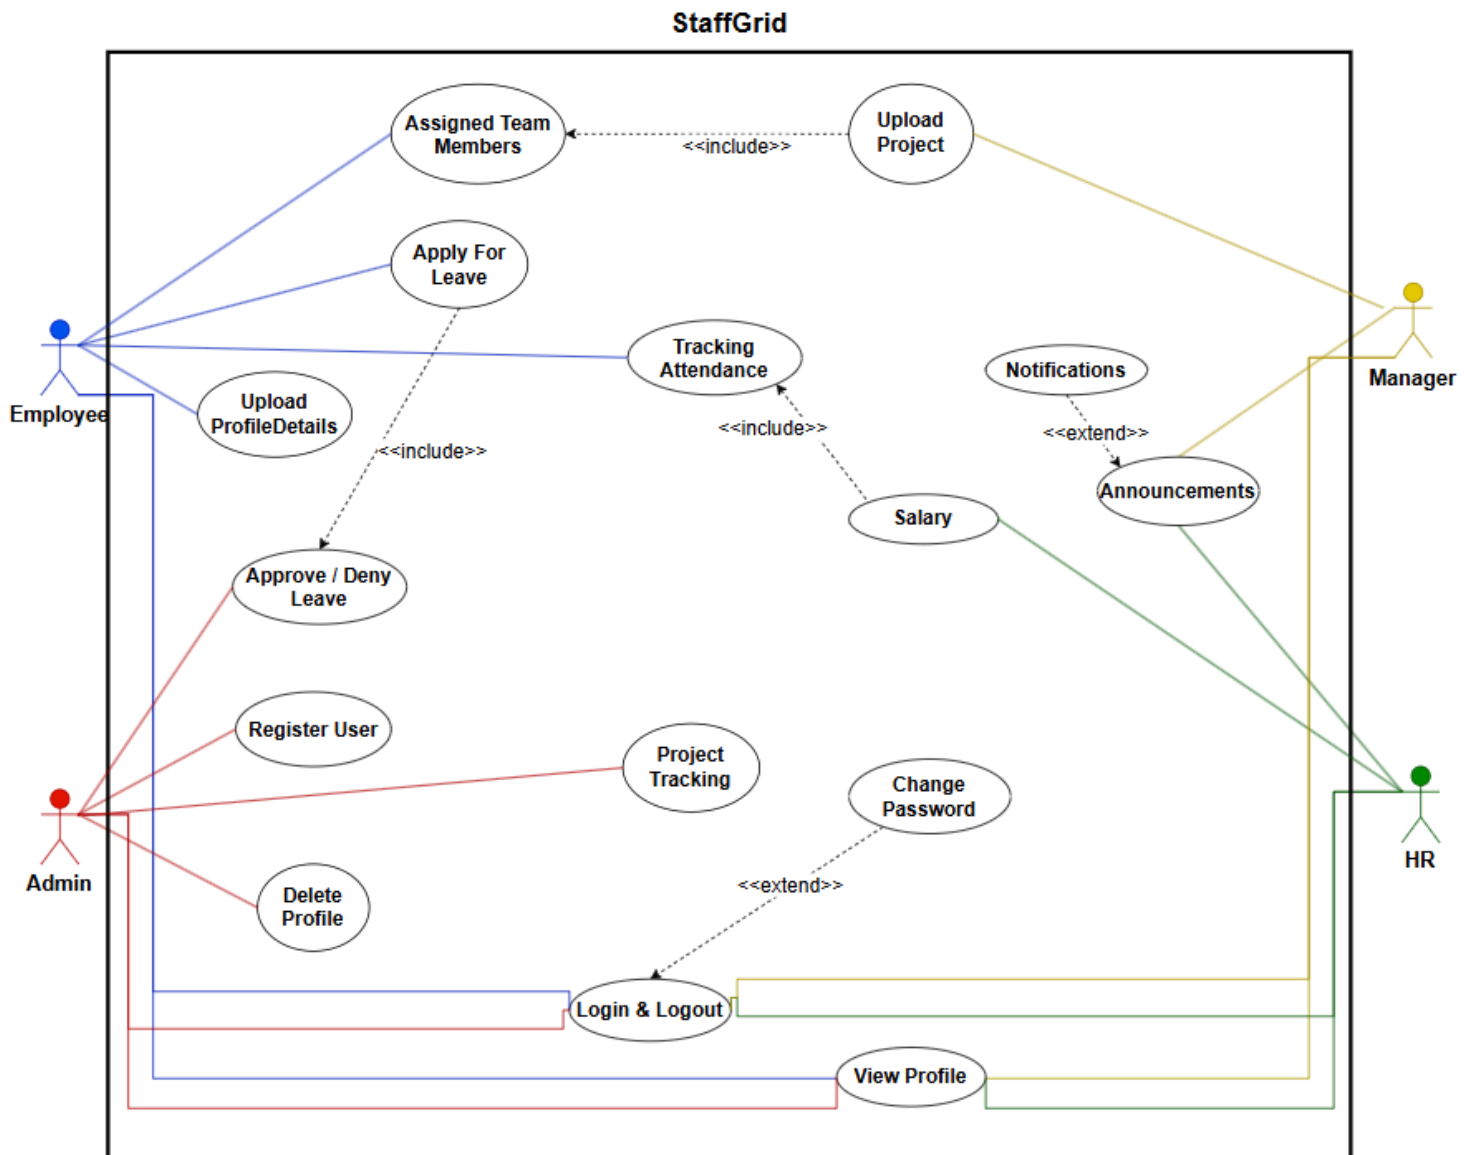 StaffGrid
Assigned Team
Members
<<include>>
Upload
Project
Apply For
Leave
Tracking
Attendance
Notifications
Manager
Employee
Upload
ProfileDetails
<<include>>
<<include>>
<<extend>>
Announcements
Salary
Approve / Deny
Leave
Register User
Project
Tracking
Change
Password
HR
Admin
Delete
Profile
<<extend>>
Login & Logout
View Profile